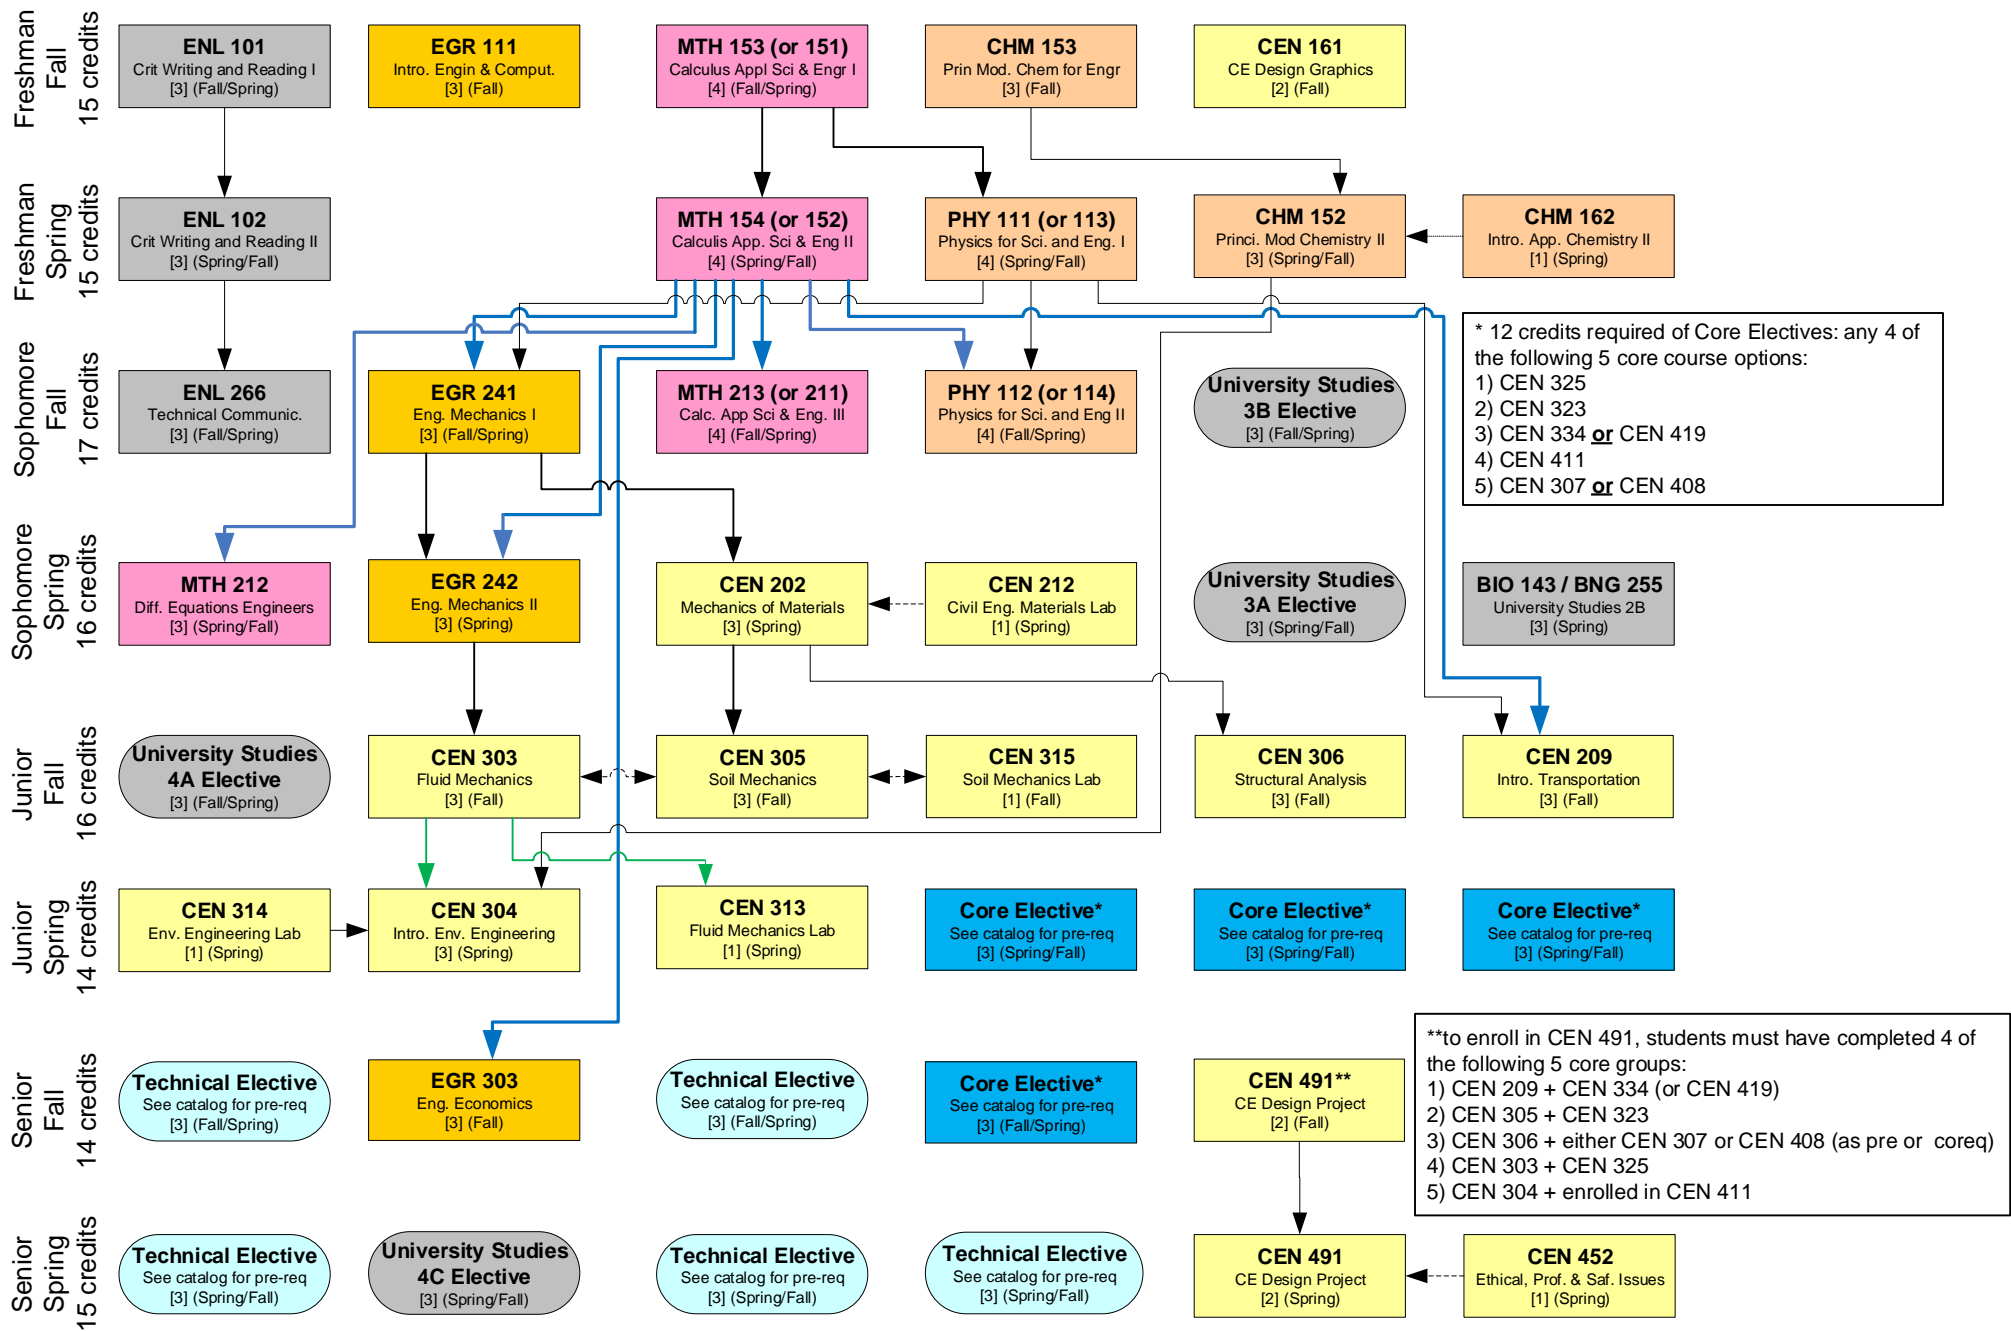 Freshman
Fall
15 credits
ENL 101
Crit Writing and Reading I
[3] (Fall/Spring)
EGR 111
Intro. Engin & Comput.
[3] (Fall)
MTH 153 (or 151)
Calculus Appl Sci & Engr I
[4] (Fall/Spring)
CHM 153
Prin Mod. Chem for Engr
[3] (Fall)
CEN 161
CE Design Graphics
[2] (Fall)
Freshman
Spring
15 credits
ENL 102
Crit Writing and Reading II
[3] (Spring/Fall)
MTH 154 (or 152)
Calculis App. Sci & Eng II
[4] (Spring/Fall)
PHY 111 (or 113)
Physics for Sci. and Eng. I
[4] (Spring/Fall)
CHM 152
Princi. Mod Chemistry II
[3] (Spring/Fall)
CHM 162
Intro. App. Chemistry II
[1] (Spring)
* 12 credits required of Core Electives: any 4 of
the following 5 core course options:
1) CEN 325
2) CEN 323
3) CEN 334 or CEN 419
4) CEN 411
5) CEN 307 or CEN 408
Sophomore
Fall
17 credits
ENL 266
Technical Communic.
[3] (Fall/Spring)
EGR 241
Eng. Mechanics I
[3] (Fall/Spring)
MTH 213 (or 211)
Calc. App Sci & Eng. III
[4] (Fall/Spring)
PHY 112 (or 114)
Physics for Sci. and Eng II
[4] (Fall/Spring)
University Studies
3B Elective
[3] (Fall/Spring)
Sophomore
Spring
16 credits
MTH 212
Diff. Equations Engineers
[3] (Spring/Fall)
EGR 242
Eng. Mechanics II
[3] (Spring)
CEN 202
Mechanics of Materials
[3] (Spring)
CEN 212
Civil Eng. Materials Lab
[1] (Spring)
University Studies
3A Elective
[3] (Spring/Fall)
BIO 143 / BNG 255
University Studies 2B
[3] (Spring)
Junior
Fall
16 credits
University Studies
4A Elective
[3] (Fall/Spring)
CEN 303
Fluid Mechanics
[3] (Fall)
CEN 305
Soil Mechanics
[3] (Fall)
CEN 315
Soil Mechanics Lab
[1] (Fall)
CEN 306
Structural Analysis
[3] (Fall)
CEN 209
Intro. Transportation
[3] (Fall)
Junior
Spring
14 credits
CEN 314
Env. Engineering Lab
[1] (Spring)
CEN 304
Intro. Env. Engineering
[3] (Spring)
CEN 313
Fluid Mechanics Lab
[1] (Spring)
Core Elective*
See catalog for pre-req
[3] (Spring/Fall)
Core Elective*
See catalog for pre-req
[3] (Spring/Fall)
Core Elective*
See catalog for pre-req
[3] (Spring/Fall)
Senior
Fall
14 credits
Technical Elective
See catalog for pre-req
[3] (Fall/Spring)
EGR 303
Eng. Economics
[3] (Fall)
Technical Elective
See catalog for pre-req
[3] (Fall/Spring)
Core Elective*
See catalog for pre-req
[3] (Fall/Spring)
CEN 491**
CE Design Project
[2] (Fall)
**to enroll in CEN 491, students must have completed 4 of
the following 5 core groups:
1) CEN 209 + CEN 334 (or CEN 419)
2) CEN 305 + CEN 323
3) CEN 306 + either CEN 307 or CEN 408 (as pre or coreq)
4) CEN 303 + CEN 325
5) CEN 304 + enrolled in CEN 411
Senior
Spring
15 credits
Technical Elective
See catalog for pre-req
[3] (Spring/Fall)
University Studies
4C Elective
[3] (Spring/Fall)
Technical Elective
See catalog for pre-req
[3] (Spring/Fall)
Technical Elective
See catalog for pre-req
[3] (Spring/Fall)
CEN 491
CE Design Project
[2] (Spring)
CEN 452
Ethical, Prof. & Saf. Issues
[1] (Spring)